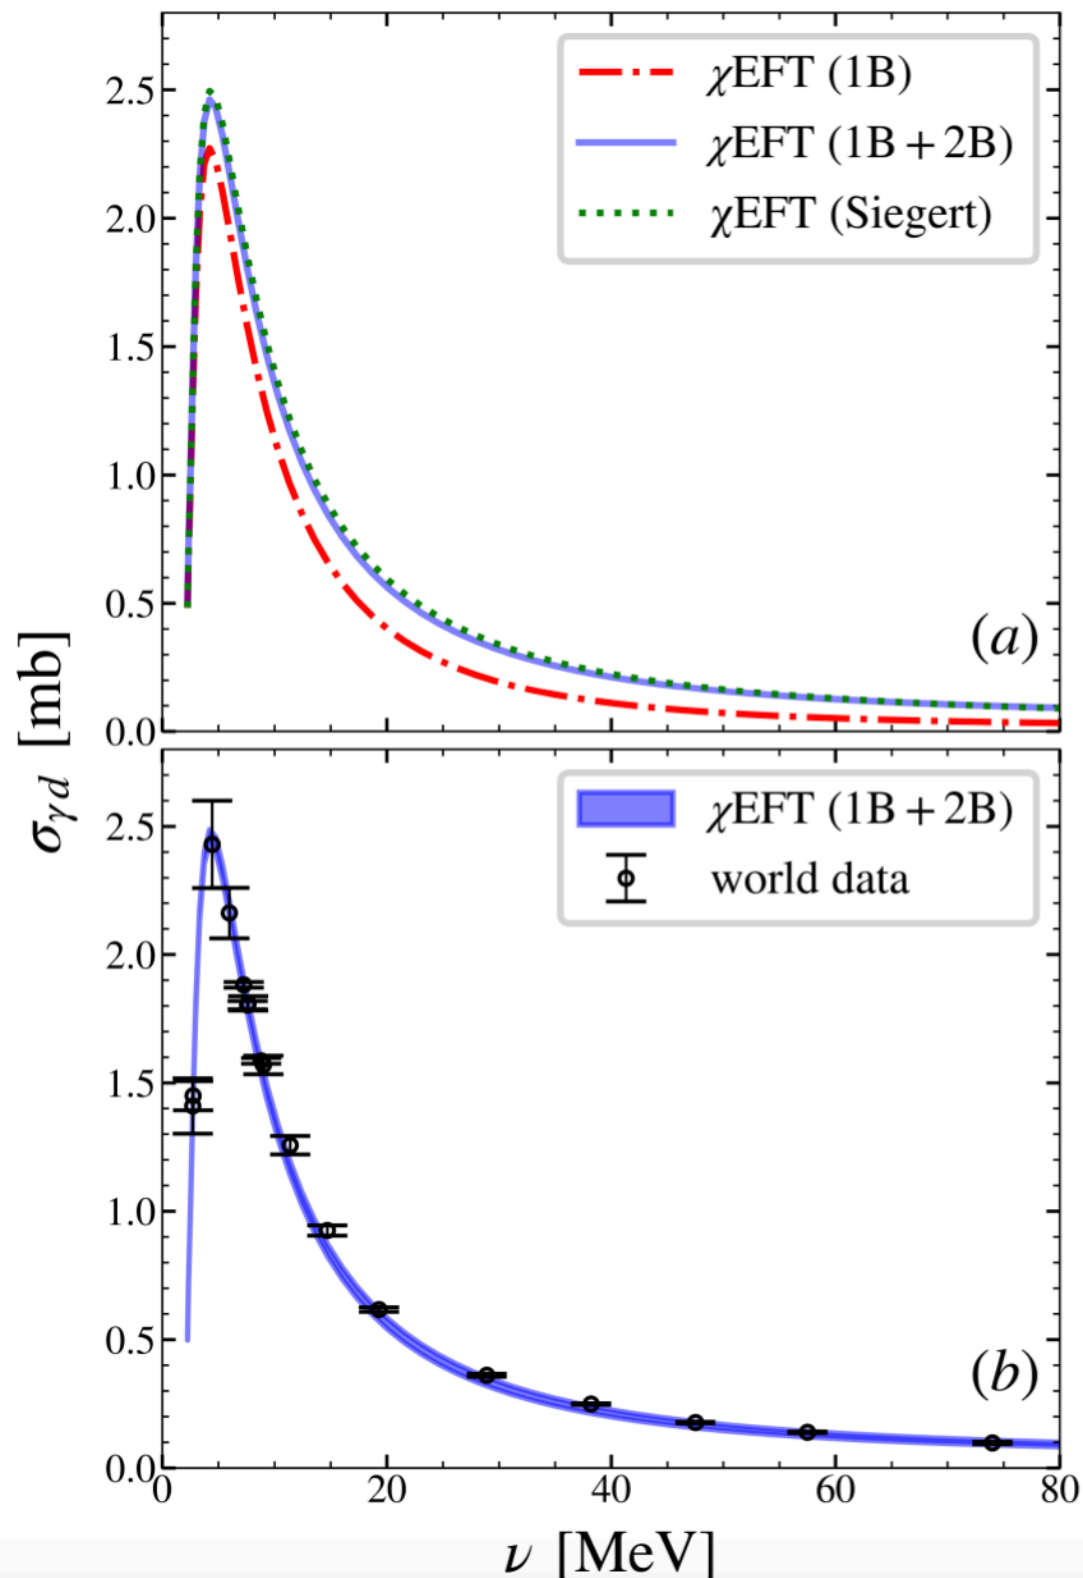 2.5
2.0
1.5
1.0
0.5
0.0
χEFT (1B)
χEFT (1B + 2B)
χEFT (Siegert)
(a)
σγd [mb]
2.5
2.0
1.5
1.0
0.5
0.0
χEFT (1B + 2B)
world data
(b)
0 20 40 60 80
ν [MeV]